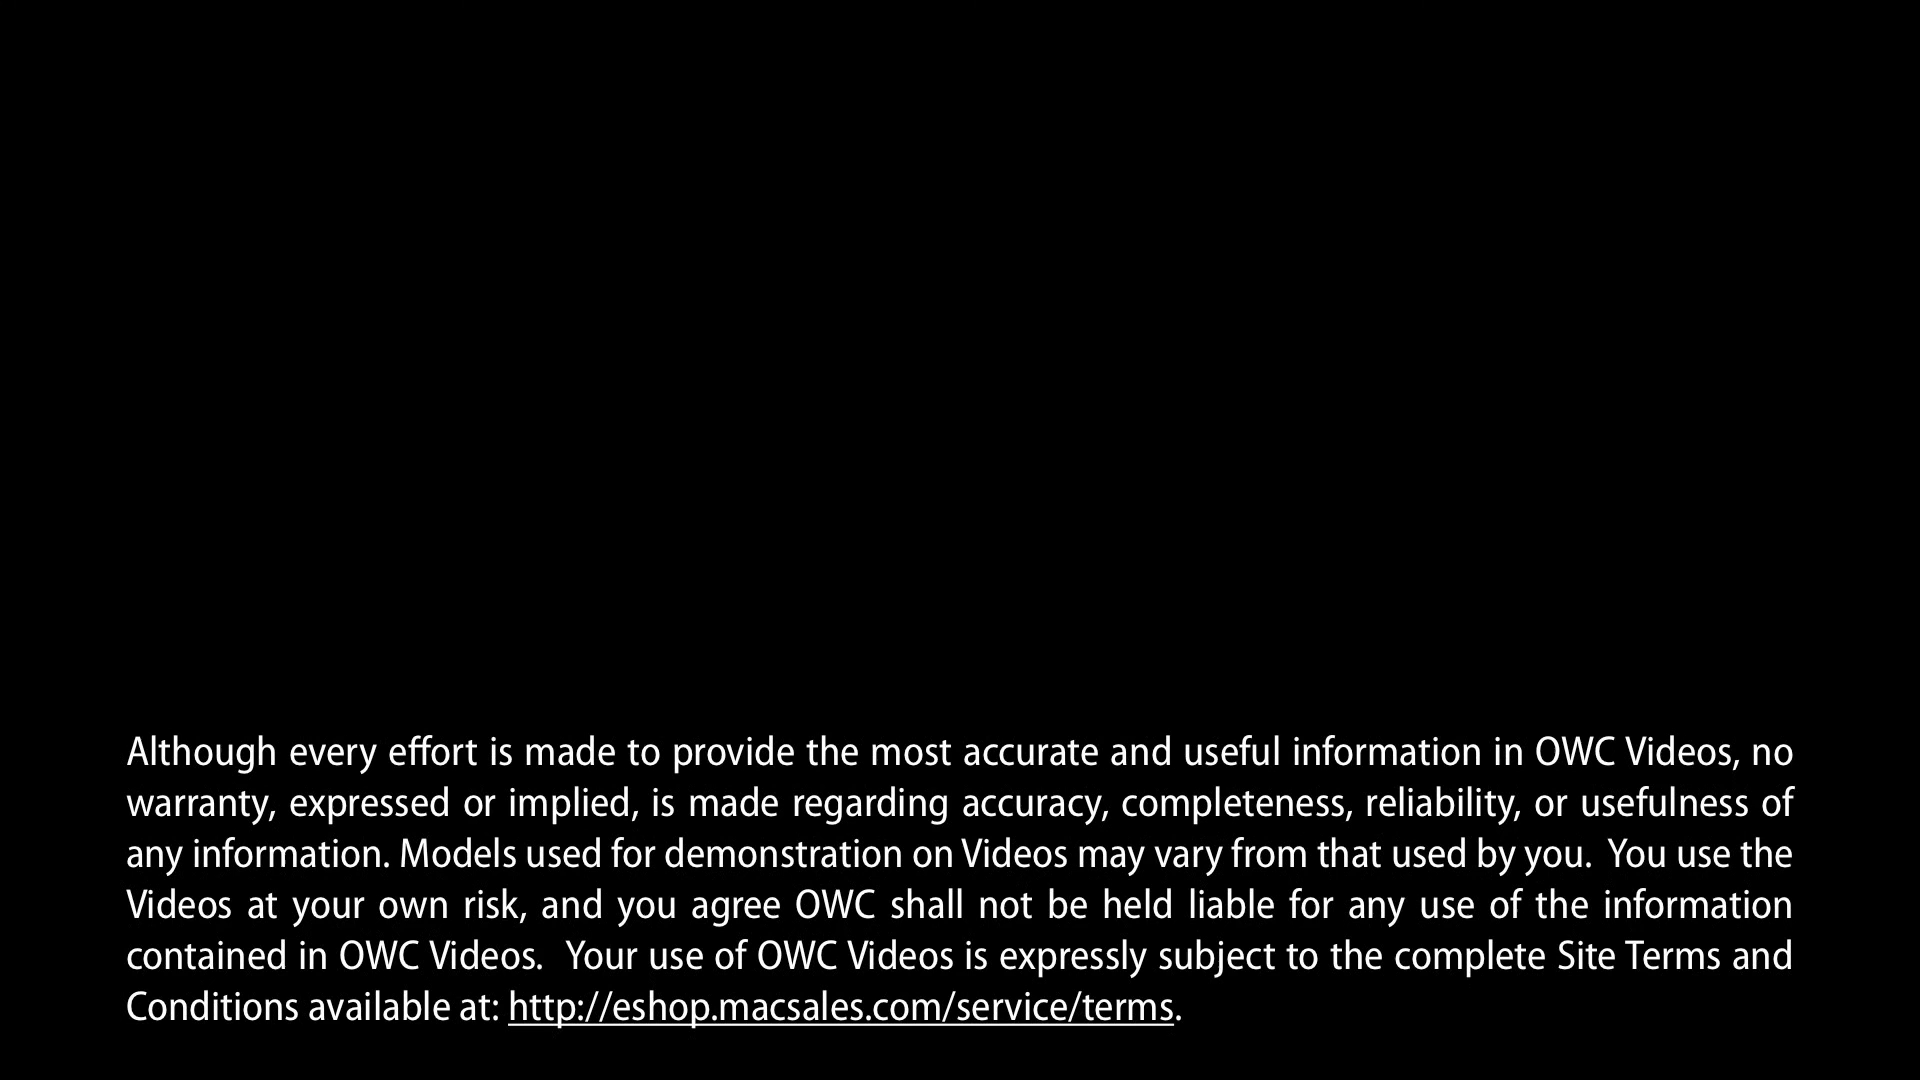 Although every effort is made to provide the most accurate and useful information in OWC Videos, no
warranty, expressed or implied, is made regarding accuracy, completeness, reliability, or usefulness of
any information. Models used for demonstration on Videos may vary from that used by you.  You use the
Videos at your own risk, and you agree OWC shall not be held liable for any use of the information
contained in OWC Videos.  Your use of OWC Videos is expressly subject to the complete Site Terms and
Conditions available at: http://eshop.macsales.com/service/terms.